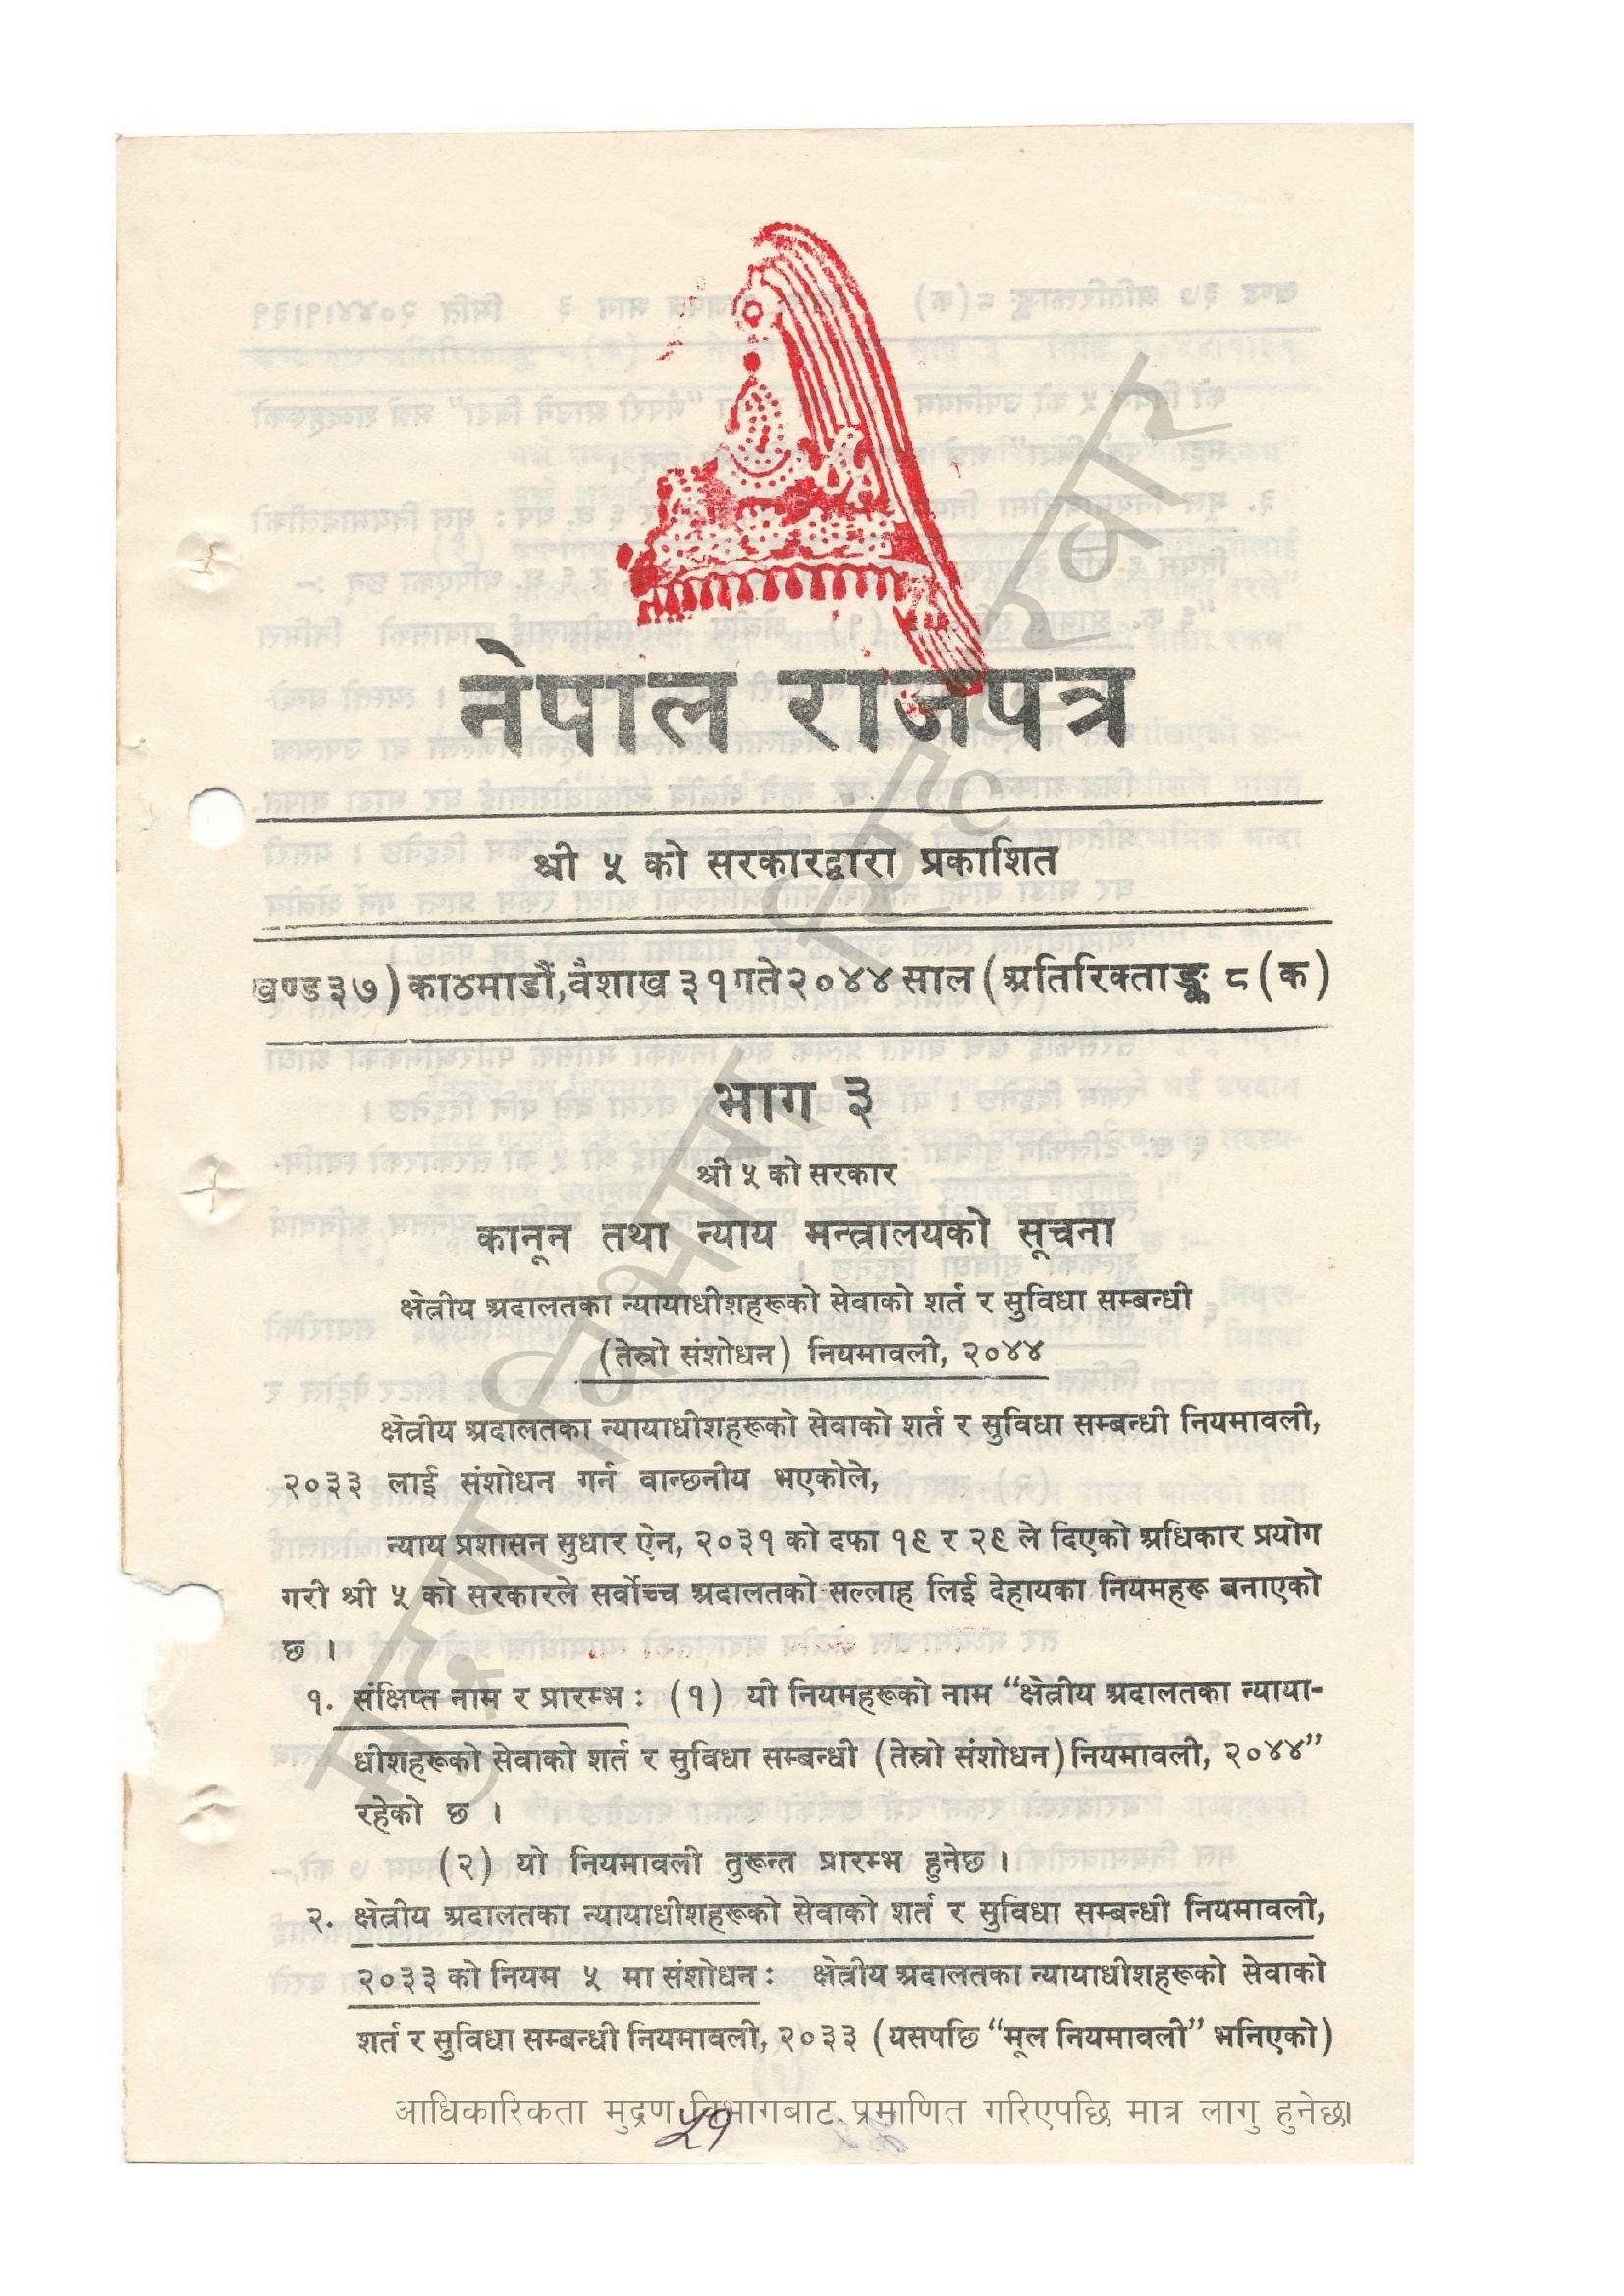 नेपाल राजपत्र
श्री ५ को सरकारद्वारा प्रकाशित
खण्ड ३७) काठमाडौं, वैशाख ३१ गते २०४४ साल (अतिरिक्ताङ्क ८ (क)
भाग ३
श्री ५ को सरकार
कानून तथा न्याय मन्त्रालयको सूचना
क्षेत्रीय अदालतका न्यायाधीशहरूको सेवाको शर्त र सुविधा सम्बन्धी
(तेस्रो संशोधन) नियमावली, २०४४
क्षेत्रीय अदालतका न्यायाधीशहरूको सेवाको शर्त र सुविधा सम्बन्धी नियमावली,
२०३३ लाई संशोधन गर्न वान्छनीय भएकोले,
न्याय प्रशासन सुधार ऐन, २०३१ को दफा १९ र २९ ले दिएको अधिकार प्रयोग
गरी श्री ५ को सरकारले सर्वोच्च अदालतको सल्लाह लिई देहायका नियमहरू बनाएको
छ ।
१. संक्षिप्त नाम र प्रारम्भ : (१) यी नियमहरूको नाम “क्षेत्रीय अदालतका न्याया-
धीशहरूको सेवाको शर्त र सुविधा सम्बन्धी (तेस्रो संशोधन) नियमावली, २०४४”
रहेको छ ।
(२) यो नियमावली तुरून्त प्रारम्भ हुनेछ ।
२. क्षेत्रीय अदालतका न्यायाधीशहरूको सेवाको शर्त र सुविधा सम्बन्धी नियमावली,
२०३३ को नियम ५ मा संशोधन : क्षेत्रीय अदालतका न्यायाधीशहरूको सेवाको
शर्त र सुविधा सम्बन्धी नियमावली, २०३३ (यसपछि “मूल नियमावली” भनिएको)
आधिकारिकता मुद्रण विभागबाट प्रमाणित गरिएपछि मात्र लागु हुनेछ।
५१
मुद्रण विभाग, सिंहदरबार